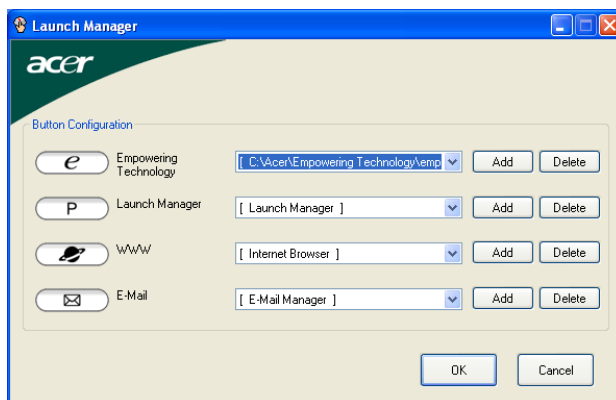 Launch Manager
acer
Button Configuration
e Empowering Technology [ C:\Acer\Empowering Technology\emp Add Delete
P Launch Manager [ Launch Manager ] Add Delete
WWW [ Internet Browser ] Add Delete
E-Mail [ E-Mail Manager ] Add Delete
OK Cancel